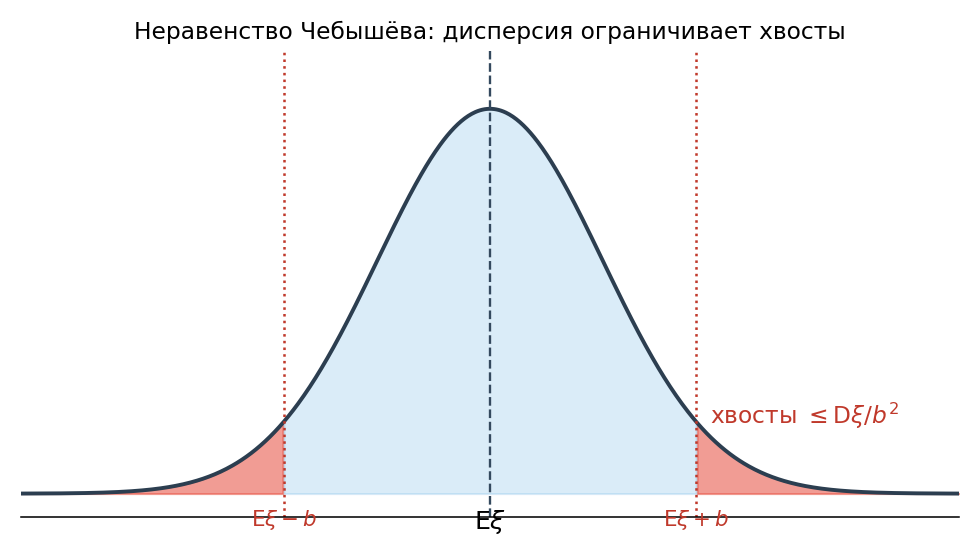 Неравенство Чебышёва: дисперсия ограничивает хвосты
хвосты ≤ Dξ/b²
Eξ − b
Eξ
Eξ + b